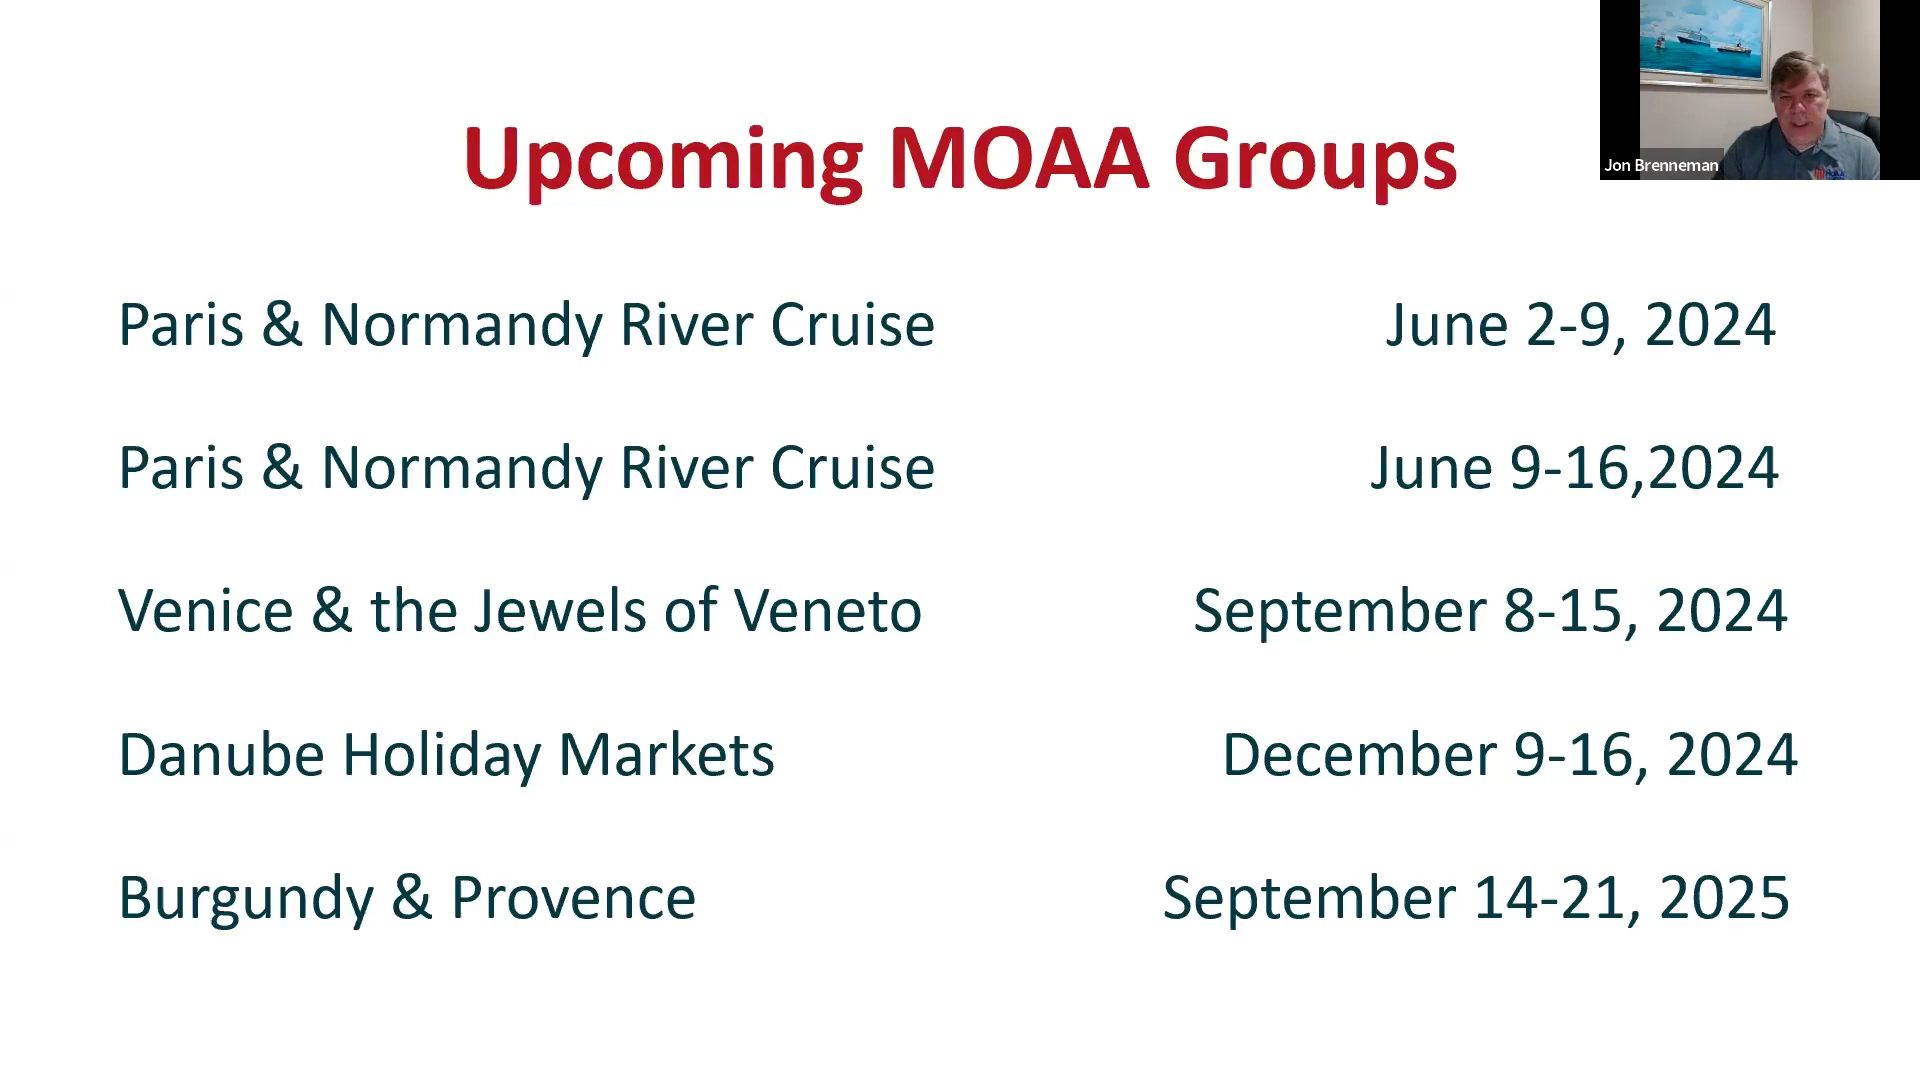 Upcoming MOAA Groups
Jon Brenneman
Paris & Normandy River Cruise June 2-9, 2024
Paris & Normandy River Cruise June 9-16,2024
Venice & the Jewels of Veneto September 8-15, 2024
Danube Holiday Markets December 9-16, 2024
Burgundy & Provence September 14-21, 2025
MOAA